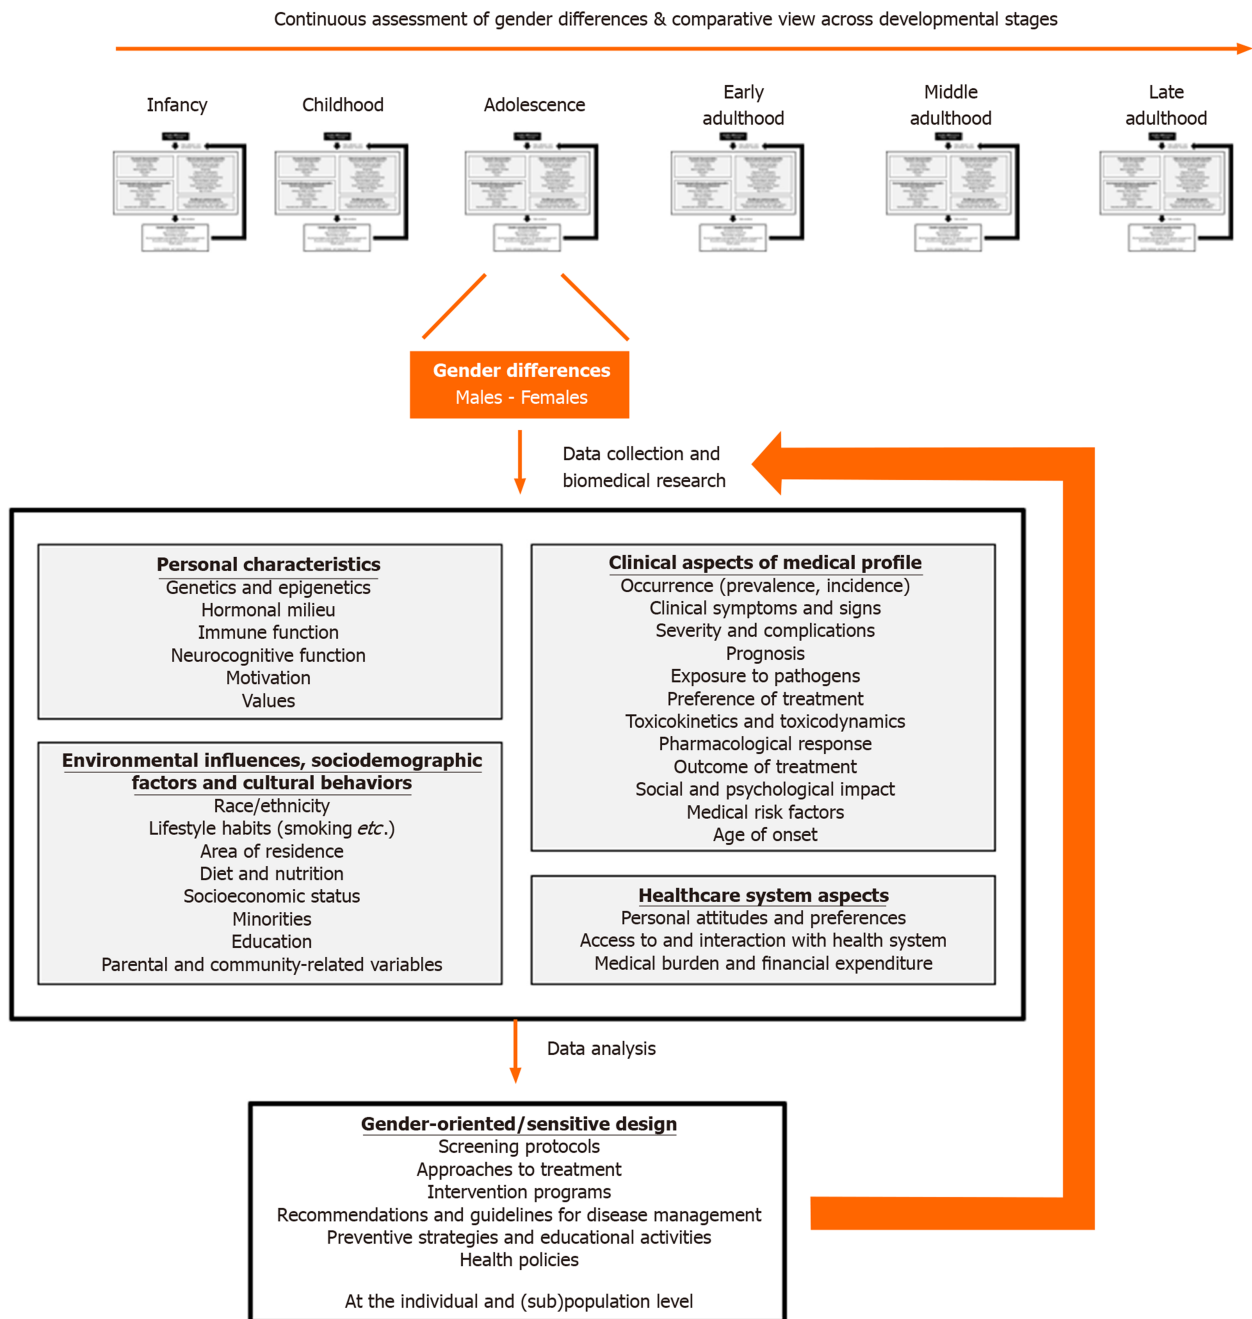 Continuous assessment of gender differences & comparative view across developmental stages
Infancy
Childhood
Adolescence
Early
adulthood
Middle
adulthood
Late
adulthood
Gender differences
Males - Females
Data collection and
biomedical research
Personal characteristics
Genetics and epigenetics
Hormonal milieu
Immune function
Neurocognitive function
Motivation
Values
Environmental influences, sociodemographic
factors and cultural behaviors
Race/ethnicity
Lifestyle habits (smoking etc.)
Area of residence
Diet and nutrition
Socioeconomic status
Minorities
Education
Parental and community-related variables
Clinical aspects of medical profile
Occurrence (prevalence, incidence)
Clinical symptoms and signs
Severity and complications
Prognosis
Exposure to pathogens
Preference of treatment
Toxicokinetics and toxicodynamics
Pharmacological response
Outcome of treatment
Social and psychological impact
Medical risk factors
Age of onset
Healthcare system aspects
Personal attitudes and preferences
Access to and interaction with health system
Medical burden and financial expenditure
Data analysis
Gender-oriented/sensitive design
Screening protocols
Approaches to treatment
Intervention programs
Recommendations and guidelines for disease management
Preventive strategies and educational activities
Health policies
At the individual and (sub)population level